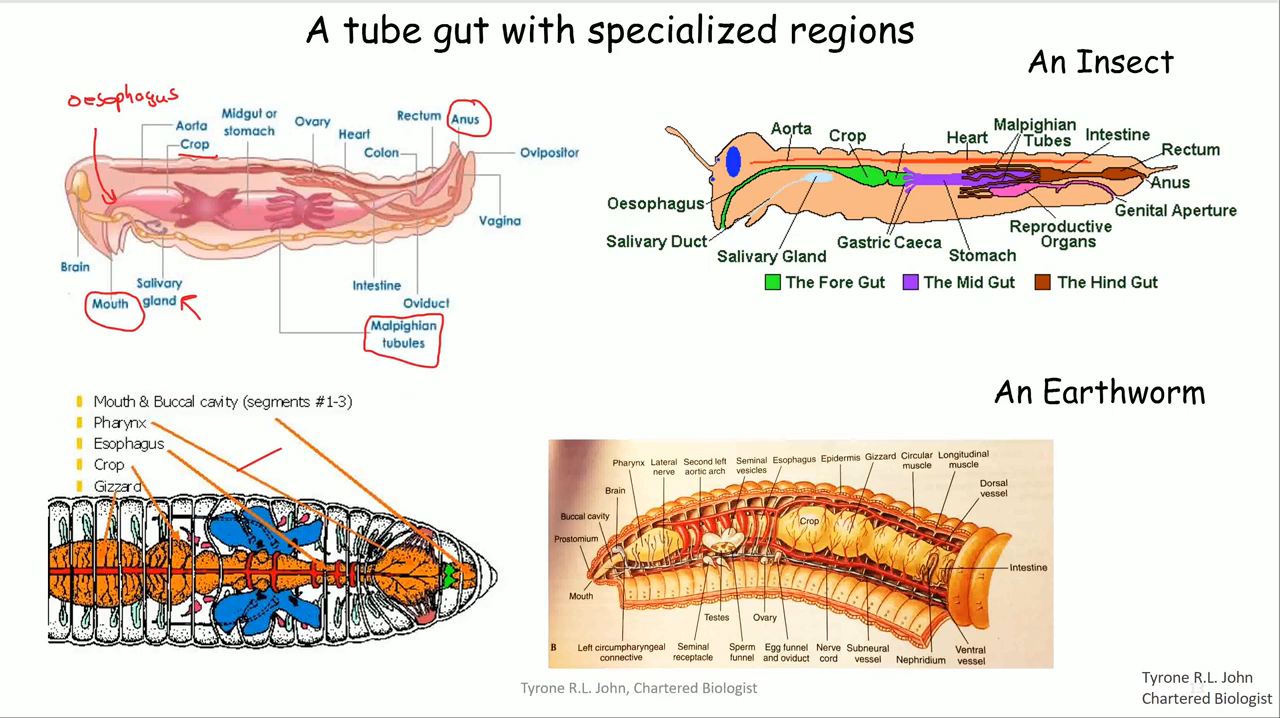 A tube gut with specialized regions
An Insect
Oesophagus
Aorta
Crop
Midgut or
stomach
Ovary
Heart
Colon
Rectum
Anus
Ovipositor
Vagina
Brain
Mouth
Salivary
gland
Intestine
Oviduct
Malpighian
tubules
Aorta
Crop
Heart
Malpighian
Tubes
Intestine
Rectum
Anus
Genital Aperture
Reproductive
Organs
Stomach
Gastric Caeca
Salivary Gland
Salivary Duct
Oesophagus
The Fore Gut
The Mid Gut
The Hind Gut
An Earthworm
Mouth & Buccal cavity (segments #1-3)
Pharynx
Esophagus
Crop
Gizzard
Pharynx
Lateral
nerve
Second left
aortic arch
Seminal
vesicles
Esophagus
Epidermis
Gizzard
Circular
muscle
Longitudinal
muscle
Dorsal
vessel
Brain
Buccal cavity
Prostomium
Mouth
Crop
Intestine
Testes
Ovary
B
Left circumpharyngeal
connective
Seminal
receptacle
Sperm
funnel
Egg funnel
and oviduct
Nerve
cord
Subneural
vessel
Nephridium
Ventral
vessel
Tyrone R.L. John, Chartered Biologist
Tyrone R.L. John
Chartered Biologist